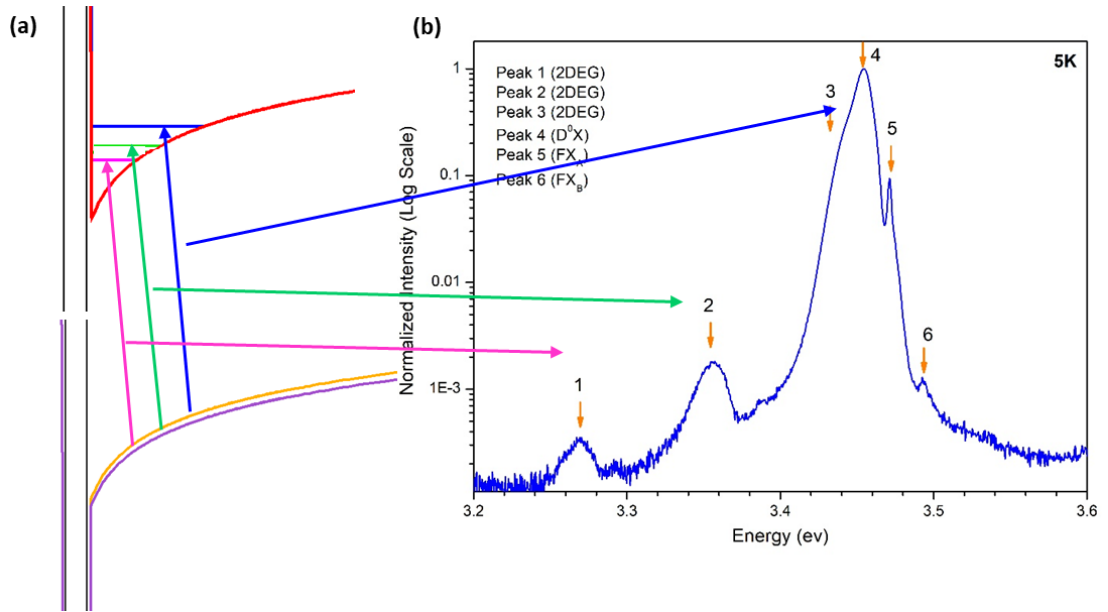 (a)
(b)
5K
Peak 1 (2DEG)
Peak 2 (2DEG)
Peak 3 (2DEG)
Peak 4 (D⁰X)
Peak 5 (FX_A)
Peak 6 (FX_B)
1
2
3
4
5
6
Normalized Intensity (Log Scale)
1
0.1
0.01
1E-3
3.2 3.3 3.4 3.5 3.6
Energy (ev)